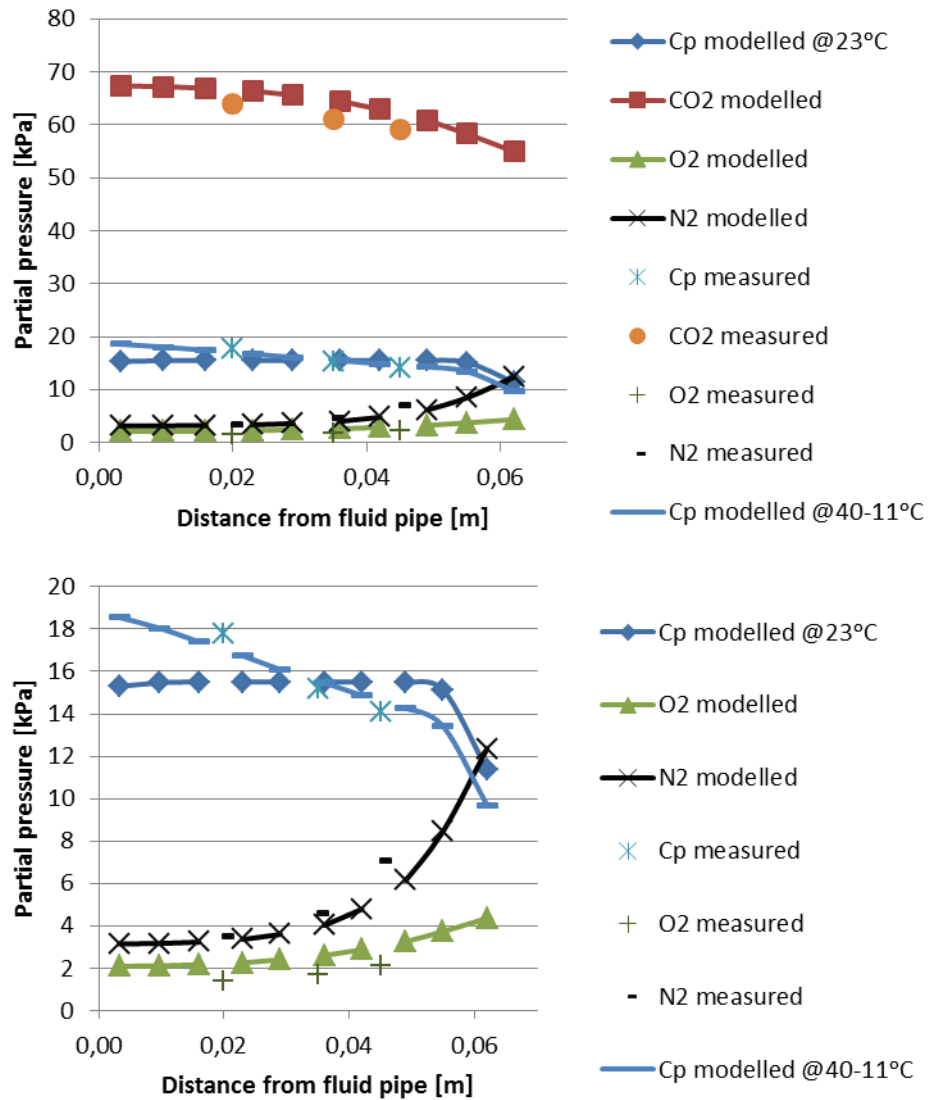 Partial pressure [kPa]
80
70
60
50
40
30
20
10
0
0,00 0,02 0,04 0,06
Distance from fluid pipe [m]
Cp modelled @23°C
CO2 modelled
O2 modelled
N2 modelled
Cp measured
CO2 measured
O2 measured
N2 measured
Cp modelled @40-11°C
Partial pressure [kPa]
20
18
16
14
12
10
8
6
4
2
0
0,00 0,02 0,04 0,06
Distance from fluid pipe [m]
Cp modelled @23°C
O2 modelled
N2 modelled
Cp measured
O2 measured
N2 measured
Cp modelled @40-11°C